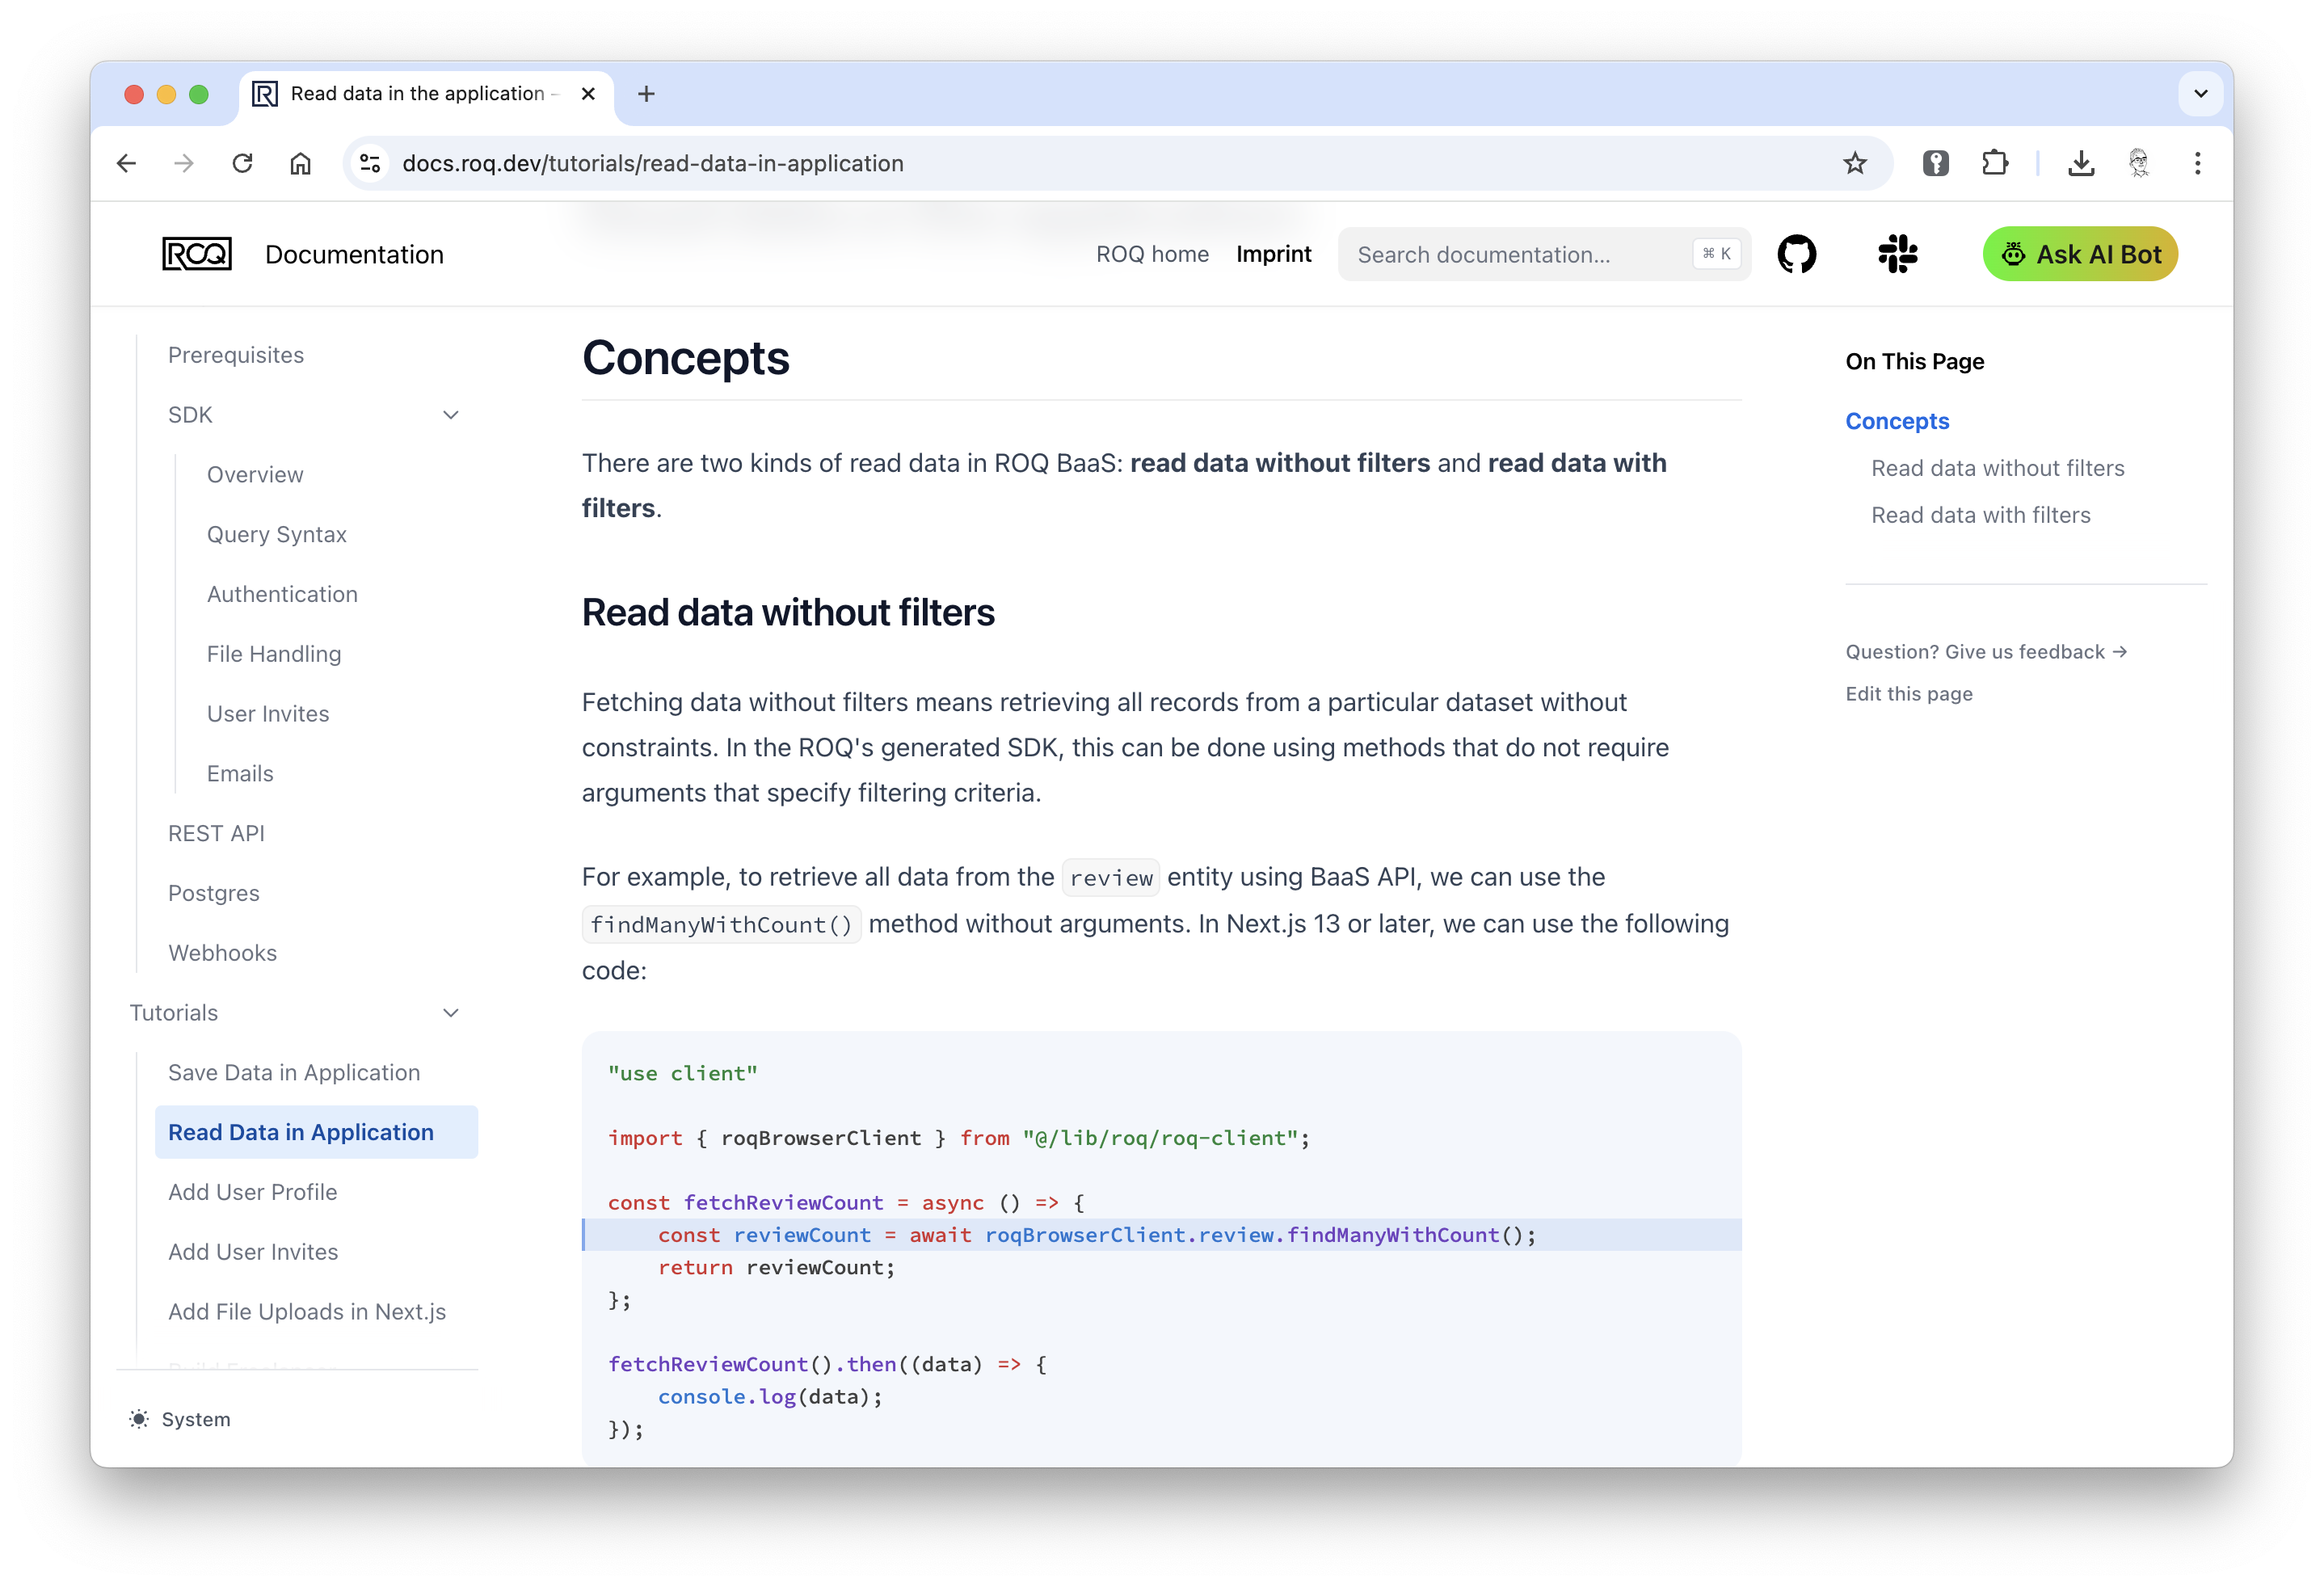 Read data in the application -
docs.roq.dev/tutorials/read-data-in-application
ROQ
Documentation
ROQ home
Imprint
Search documentation...
⌘ K
Ask AI Bot
Prerequisites
SDK
Overview
Query Syntax
Authentication
File Handling
User Invites
Emails
REST API
Postgres
Webhooks
Tutorials
Save Data in Application
Read Data in Application
Add User Profile
Add User Invites
Add File Uploads in Next.js
System
Concepts
There are two kinds of read data in ROQ BaaS: read data without filters and read data with
filters.
Read data without filters
Fetching data without filters means retrieving all records from a particular dataset without
constraints. In the ROQ's generated SDK, this can be done using methods that do not require
arguments that specify filtering criteria.
For example, to retrieve all data from the review entity using BaaS API, we can use the
findManyWithCount() method without arguments. In Next.js 13 or later, we can use the following
code:
"use client"
import { roqBrowserClient } from "@/lib/roq/roq-client";
const fetchReviewCount = async () => {
const reviewCount = await roqBrowserClient.review.findManyWithCount();
return reviewCount;
};
fetchReviewCount().then((data) => {
console.log(data);
});
On This Page
Concepts
Read data without filters
Read data with filters
Question? Give us feedback →
Edit this page